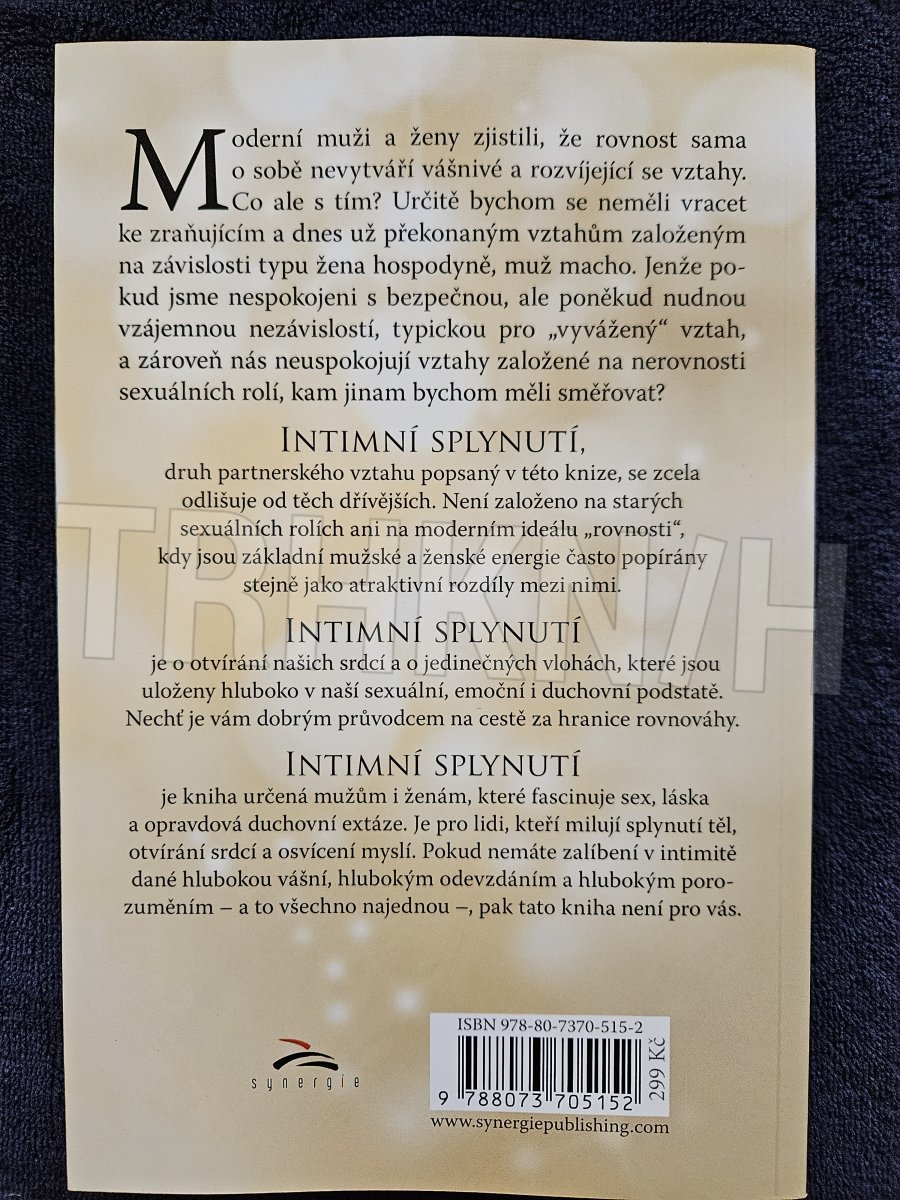 Moderní muži a ženy zjistili, že rovnost sama
o sobě nevytváří vášnivé a rozvíjející se vztahy.
Co ale s tím? Určitě bychom se neměli vracet
ke zraňujícím a dnes už překonaným vztahům založeným
na závislosti typu žena hospodyně, muž macho. Jenže po-
kud jsme nespokojeni s bezpečnou, ale poněkud nudnou
vzájemnou nezávislostí, typickou pro „vyvážený“ vztah,
a zároveň nás neuspokojují vztahy založené na nerovnosti
sexuálních rolí, kam jinam bychom měli směřovat?
INTIMNÍ SPLYNUTÍ,
druh partnerského vztahu popsaný v této knize, se zcela
odlišuje od těch dřívějších. Není založeno na starých
sexuálních rolích ani na moderním ideálu „rovnosti“,
kdy jsou základní mužské a ženské energie často popírány
stejně jako atraktivní rozdíly mezi nimi.
TRHKNIH
INTIMNÍ SPLYNUTÍ
je o otvírání našich srdcí a o jedinečných vlohách, které jsou
uloženy hluboko v naší sexuální, emoční i duchovní podstatě.
Nechť je vám dobrým průvodcem na cestě za hranice rovnováhy.
INTIMNÍ SPLYNUTÍ
je kniha určená mužům i ženám, které fascinuje sex, láska
a opravdová duchovní extáze. Je pro lidi, kteří milují splynutí těl,
otvírání srdcí a osvícení myslí. Pokud nemáte zalíbení v intimitě
dané hlubokou vášní, hlubokým odevzdáním a hlubokým poro-
zuměním – a to všechno najednou –, pak tato kniha není pro vás.
synergie
ISBN 978-80-7370-515-2
299 Kč
9 788073 705152
www.synergiepublishing.com